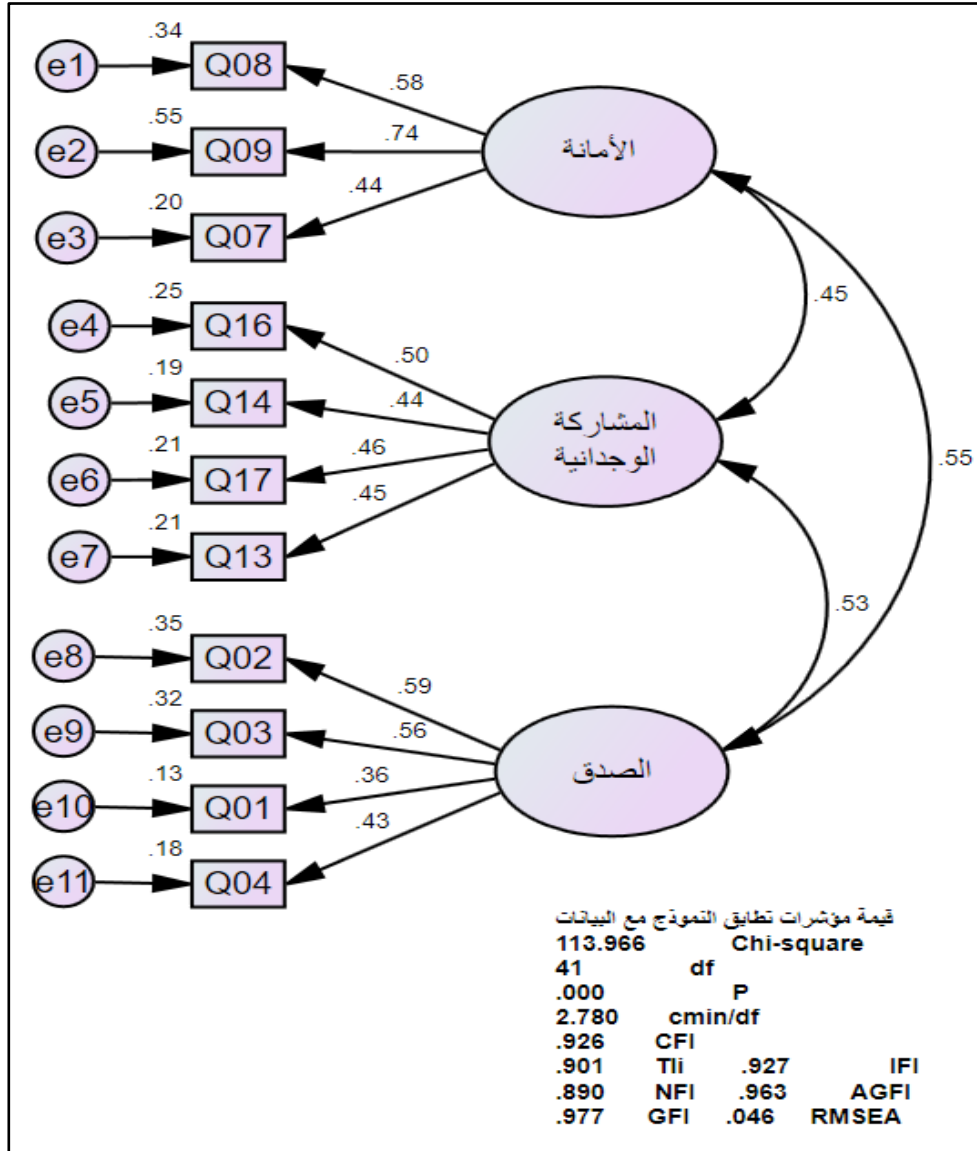 .34
e1 Q08
.58
.55
e2 Q09
.74
الأمانة
.20
e3 Q07
.44
.45
.25
e4 Q16
.50
.19
e5 Q14
.44
المشاركة
الوجدانية
.21
e6 Q17
.46
.55
.21
e7 Q13
.45
.53
.35
e8 Q02
.59
.32
e9 Q03
.56
الصدق
.13
e10 Q01
.36
.18
e11 Q04
.43
قيمة مؤشرات تطابق النموذج مع البيانات
113.966 Chi-square
41 df
.000 P
2.780 cmin/df
.926 CFI
.901 Tli .927 IFI
.890 NFI .963 AGFI
.977 GFI .046 RMSEA